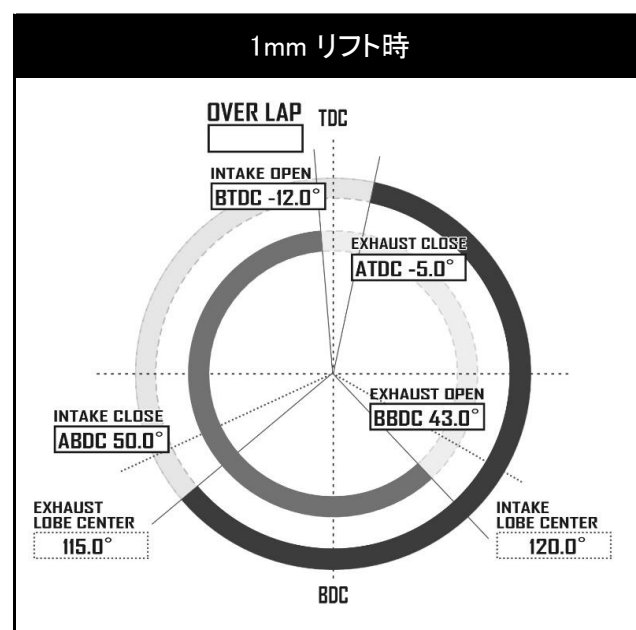 1mm リフト時
OVER LAP
TDC
INTAKE OPEN
BTDC -12.0°
EXHAUST CLOSE
ATDC -5.0°
EXHAUST OPEN
BBDC 43.0°
INTAKE CLOSE
ABDC 50.0°
EXHAUST
LOBE CENTER
115.0°
INTAKE
LOBE CENTER
120.0°
BDC